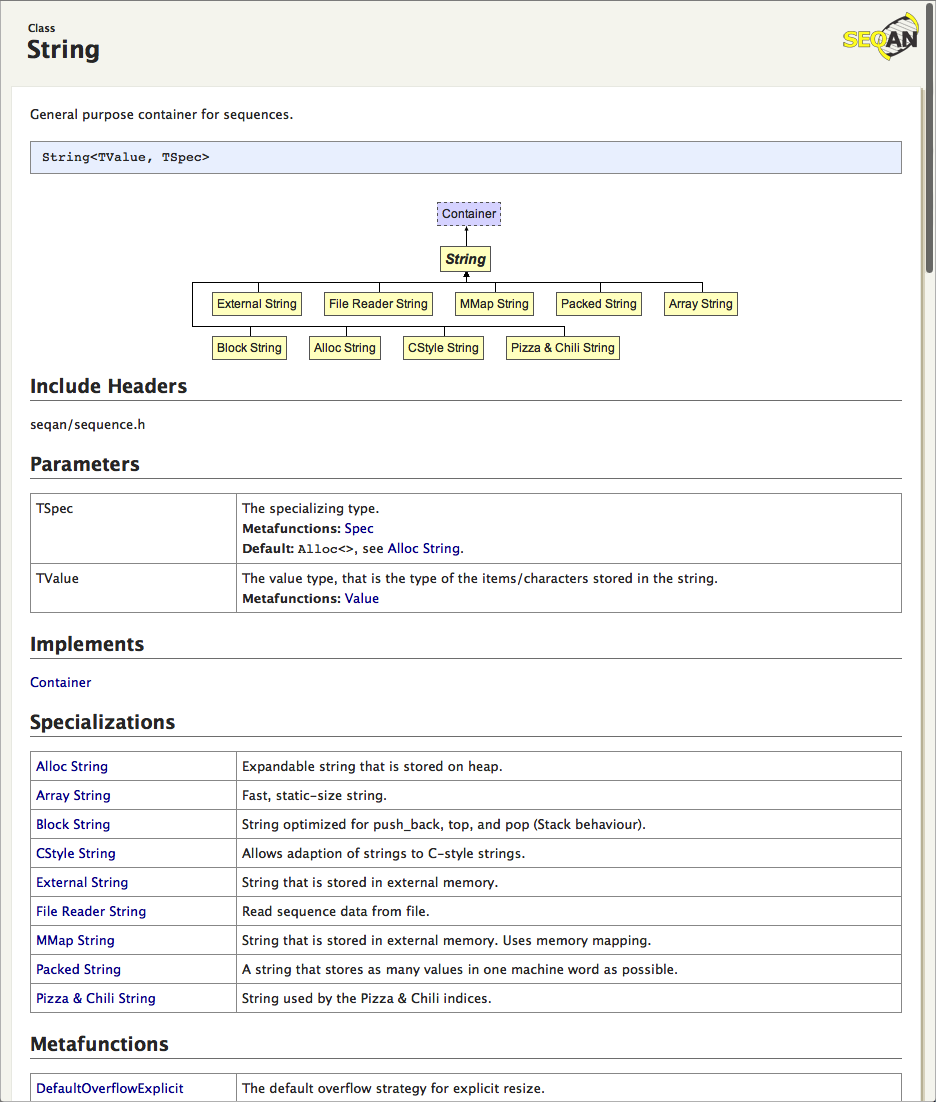 Class
String
SEQAN
General purpose container for sequences.
String<TValue, TSpec>
Container
String
External String File Reader String MMap String Packed String Array String
Block String Alloc String CStyle String Pizza & Chili String
Include Headers
seqan/sequence.h
Parameters
TSpec The specializing type.
Metafunctions: Spec
Default: Alloc<>, see Alloc String.
TValue The value type, that is the type of the items/characters stored in the string.
Metafunctions: Value
Implements
Container
Specializations
Alloc String Expandable string that is stored on heap.
Array String Fast, static-size string.
Block String String optimized for push_back, top, and pop (Stack behaviour).
CStyle String Allows adaption of strings to C-style strings.
External String String that is stored in external memory.
File Reader String Read sequence data from file.
MMap String String that is stored in external memory. Uses memory mapping.
Packed String A string that stores as many values in one machine word as possible.
Pizza & Chili String String used by the Pizza & Chili indices.
Metafunctions
DefaultOverflowExplicit The default overflow strategy for explicit resize.